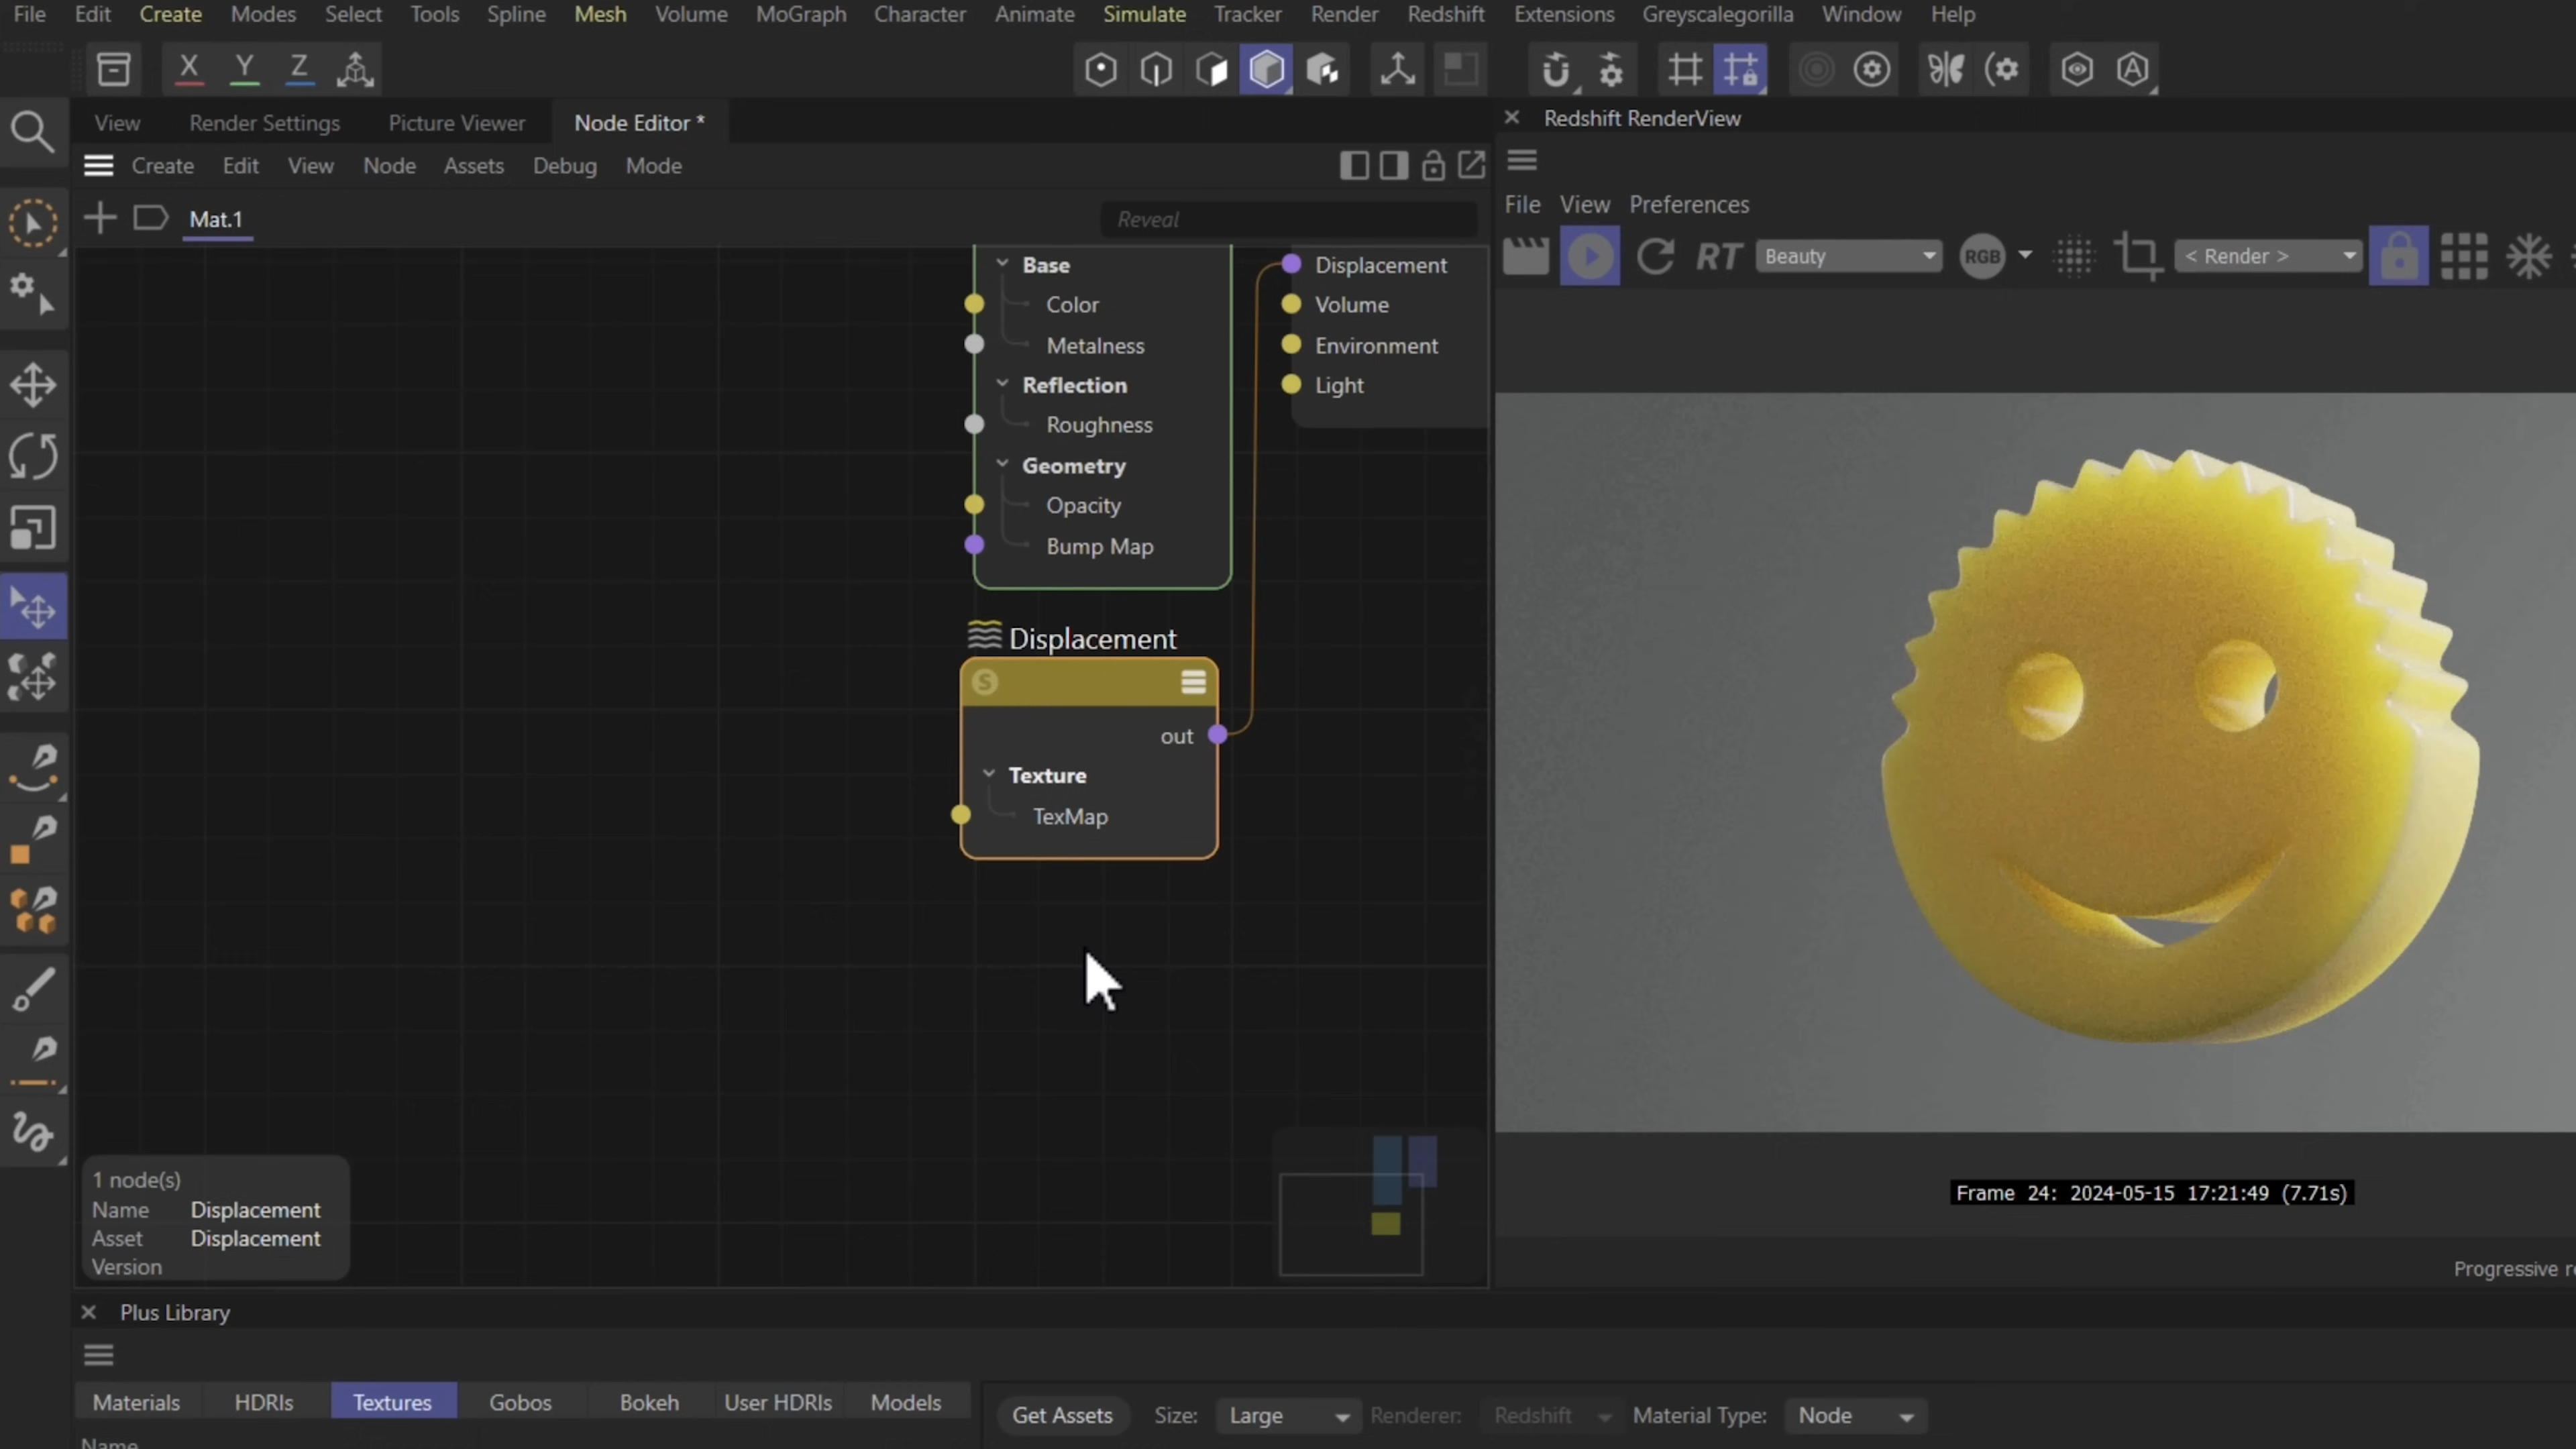 File Edit Create Modes Select Tools Spline Mesh Volume MoGraph Character Animate Simulate Tracker Render Redshift Extensions Greyscalegorilla Window Help
X Y Z
View Render Settings Picture Viewer Node Editor *
Redshift RenderView
Create Edit View Node Assets Debug Mode
File View Preferences
Mat.1
Reveal
RT Beauty RGB < Render >
Base
Color
Metalness
Reflection
Roughness
Geometry
Opacity
Bump Map
Displacement
Volume
Environment
Light
Displacement
S
out
Texture
TexMap
1 node(s)
Name Displacement
Asset Displacement
Version
Frame 24: 2024-05-15 17:21:49 (7.71s)
Progressive re
Plus Library
Materials HDRIs Textures Gobos Bokeh User HDRIs Models
Get Assets Size: Large Renderer: Redshift Material Type: Node
Name